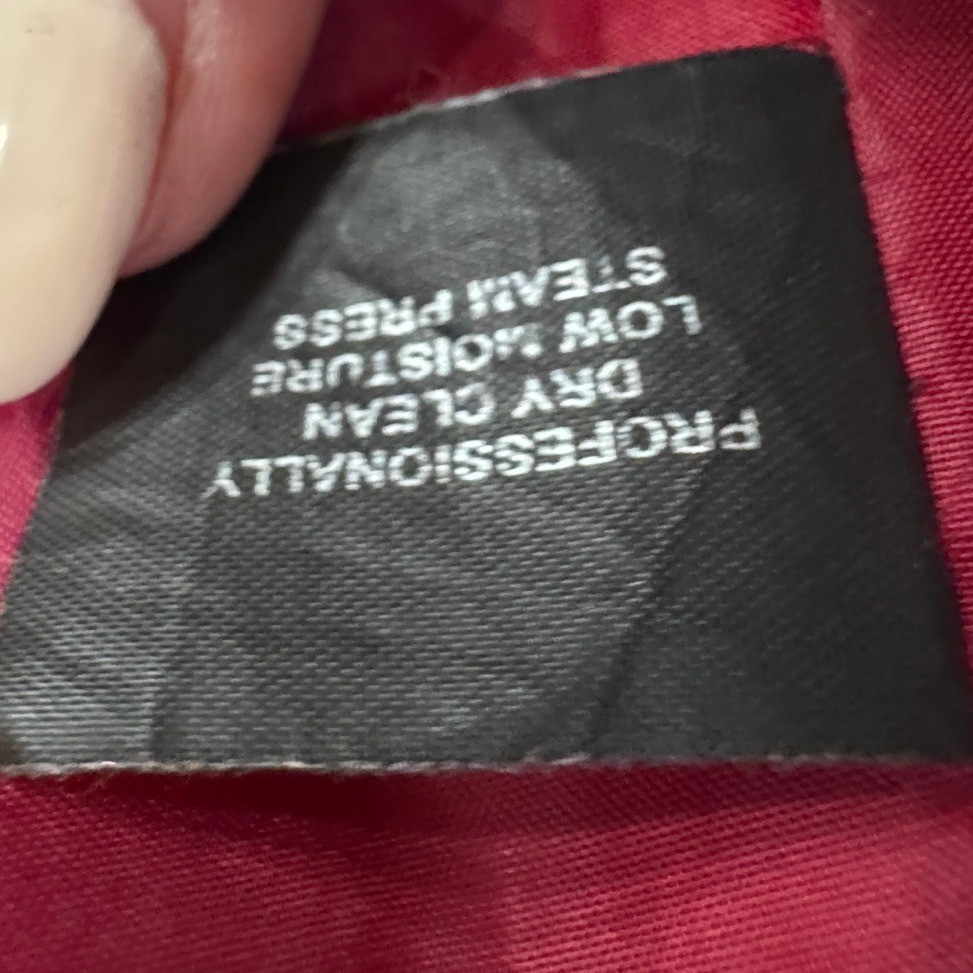 PROFESSIONALLY
DRY CLEAN
LOW MOISTURE
STEAM PRESS